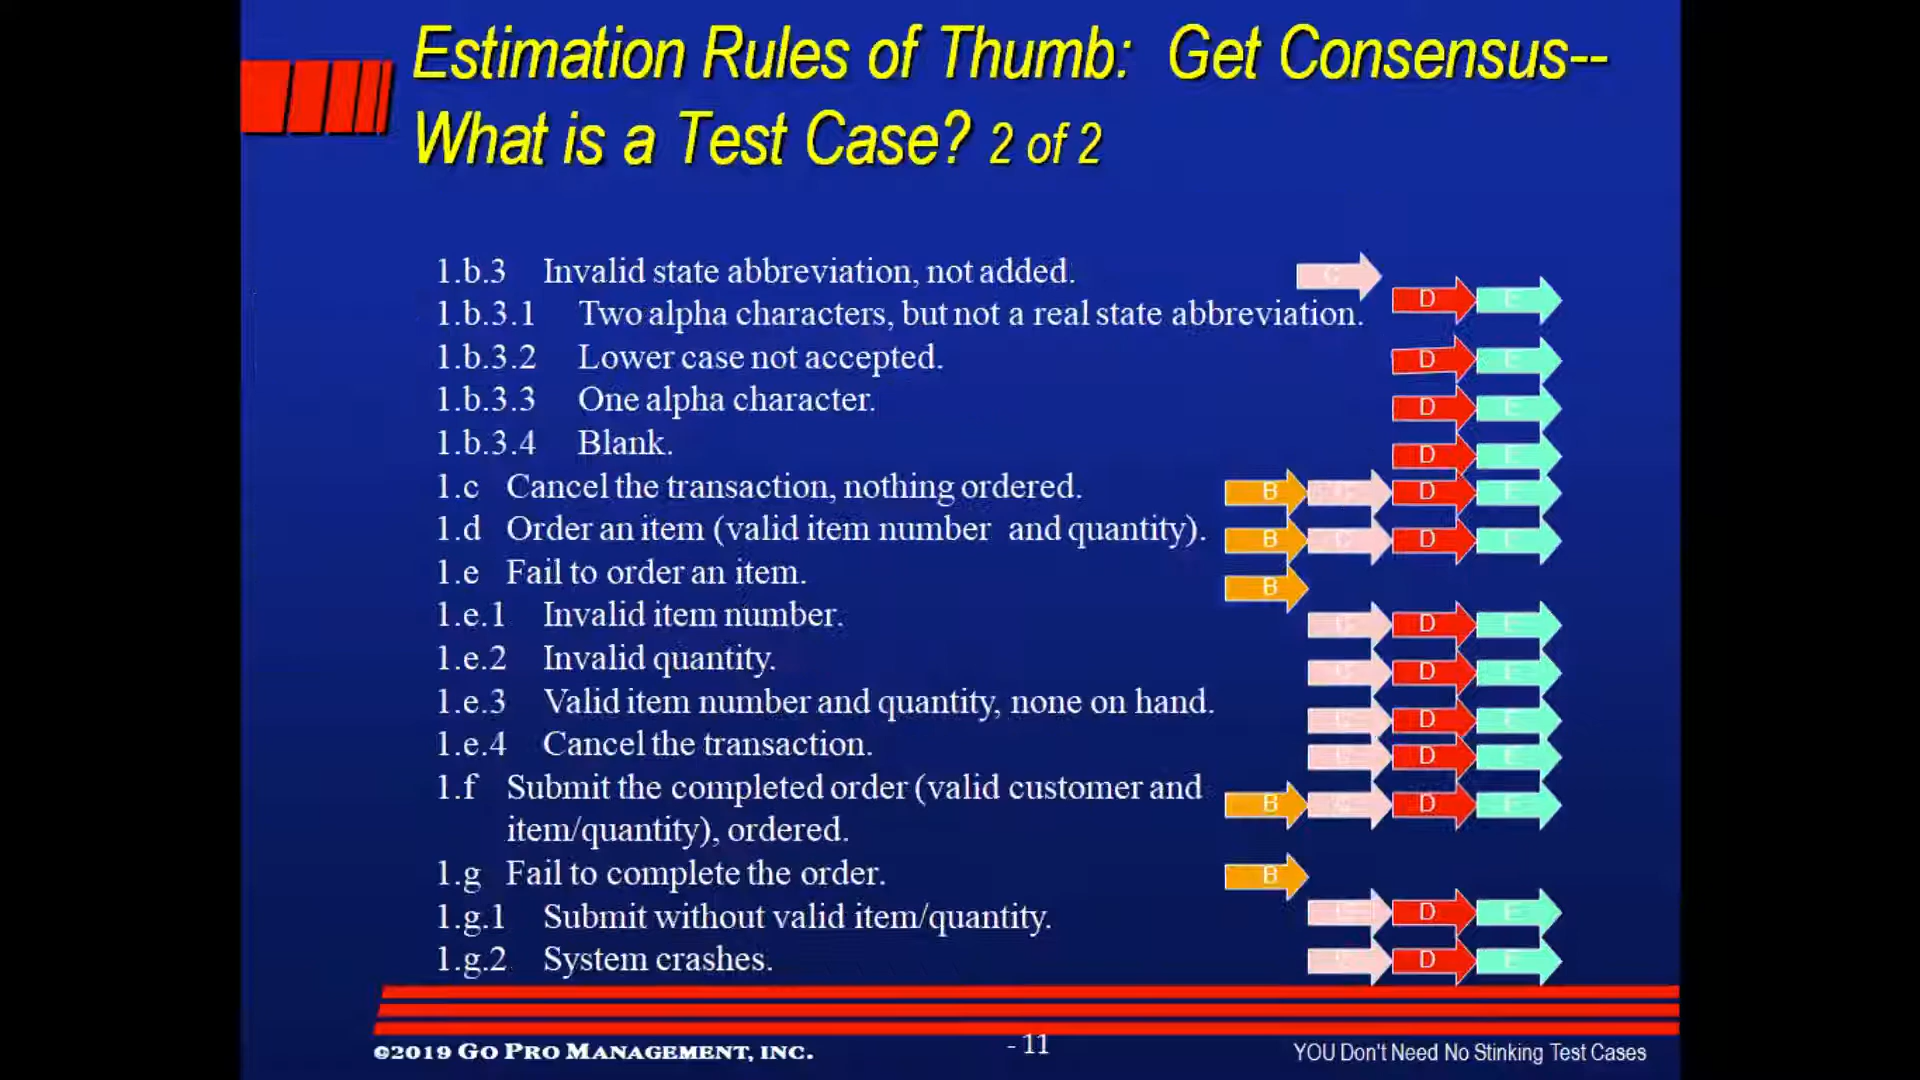 Estimation Rules of Thumb: Get Consensus--
What is a Test Case? 2 of 2
1.b.3 Invalid state abbreviation, not added. C
1.b.3.1 Two alpha characters, but not a real state abbreviation. D E
1.b.3.2 Lower case not accepted. D E
1.b.3.3 One alpha character. D E
1.b.3.4 Blank. D E
1.c Cancel the transaction, nothing ordered. B C D E
1.d Order an item (valid item number and quantity). B C D E
1.e Fail to order an item. B
1.e.1 Invalid item number. C D E
1.e.2 Invalid quantity. C D E
1.e.3 Valid item number and quantity, none on hand. C D E
1.e.4 Cancel the transaction. C D E
1.f Submit the completed order (valid customer and B C D E
item/quantity), ordered.
1.g Fail to complete the order. B
1.g.1 Submit without valid item/quantity. C D E
1.g.2 System crashes. C D E
©2019 GO PRO MANAGEMENT, INC.
- 11
YOU Don't Need No Stinking Test Cases